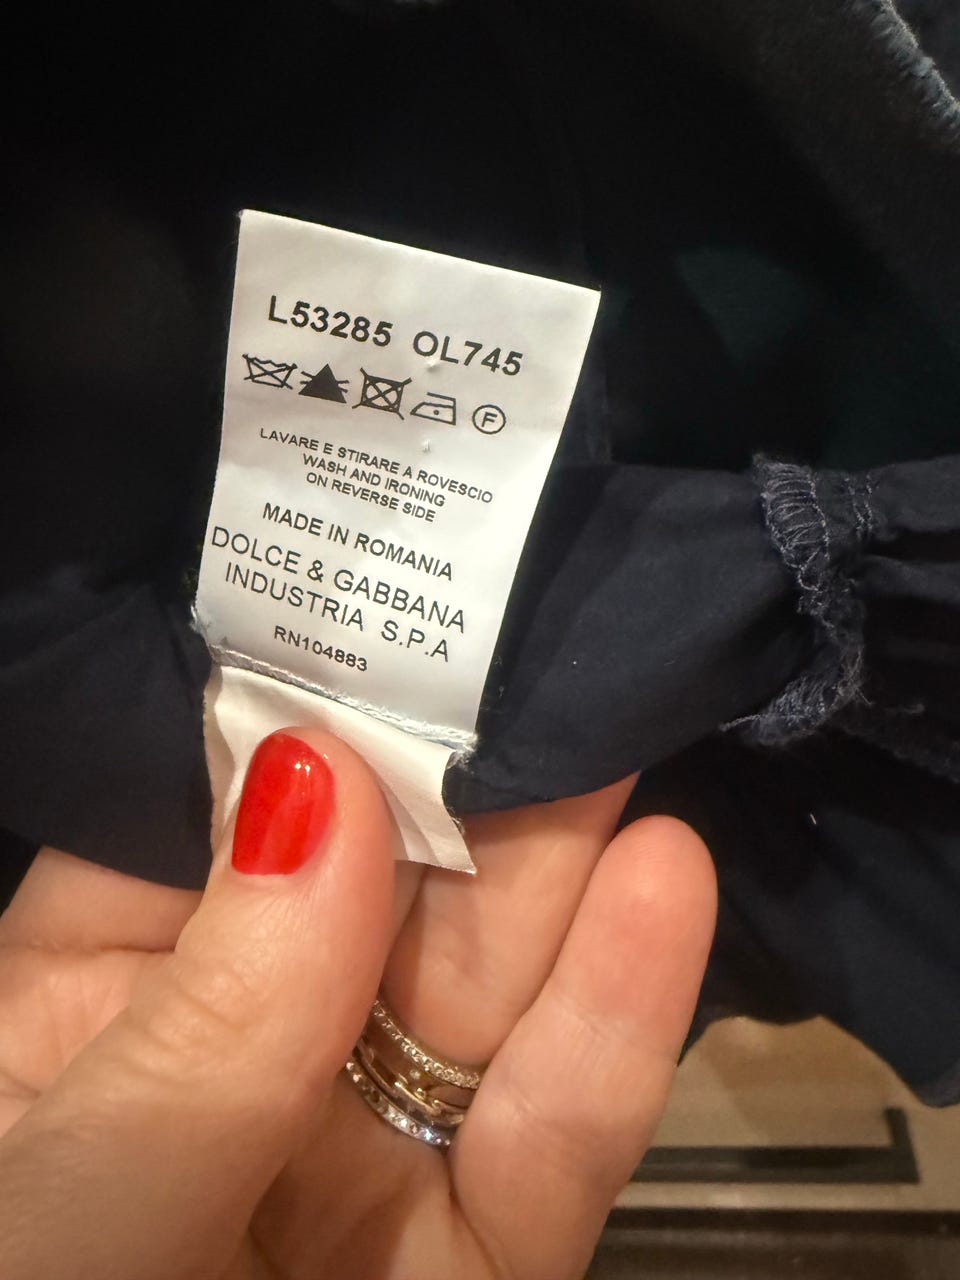 L53285 OL745
F
LAVARE E STIRARE A ROVESCIO
WASH AND IRONING
ON REVERSE SIDE
MADE IN ROMANIA
DOLCE & GABBANA
INDUSTRIA S.P.A
RN104883